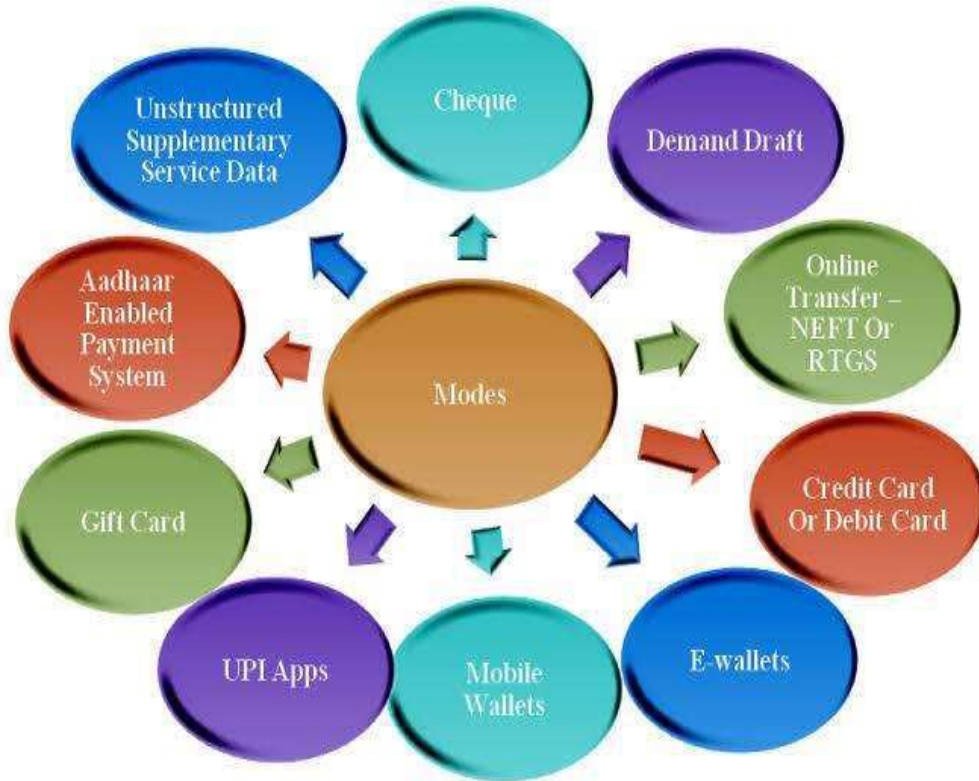 Cheque
Demand Draft
Online
Transfer –
NEFT Or
RTGS
Credit Card
Or Debit Card
E-wallets
Mobile
Wallets
UPI Apps
Gift Card
Aadhaar
Enabled
Payment
System
Unstructured
Supplementary
Service Data
Modes